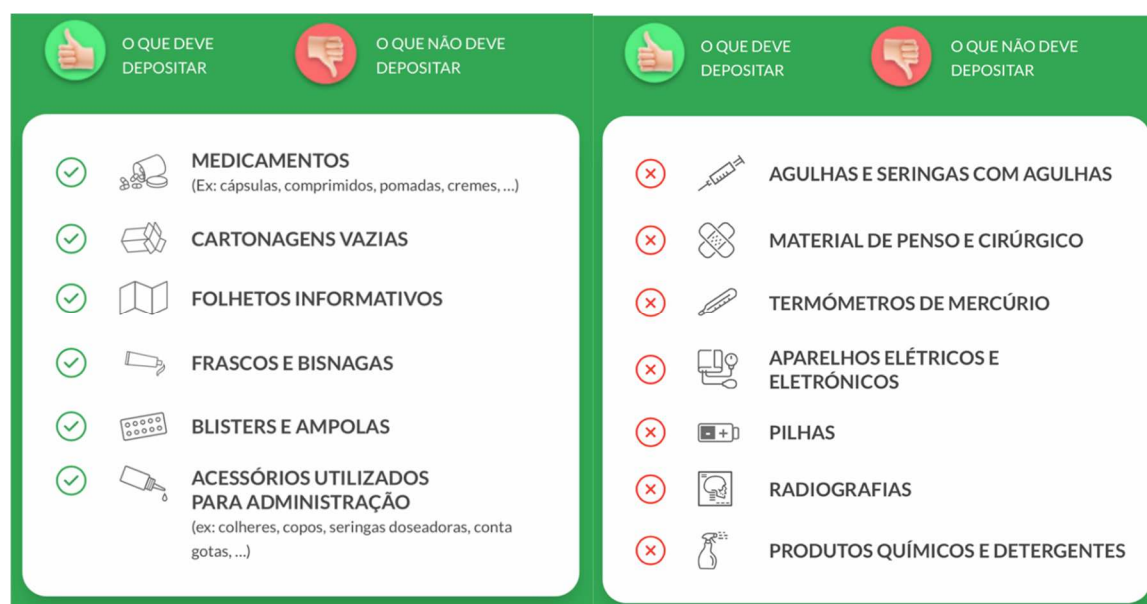 O QUE DEVE
DEPOSITAR
O QUE NÃO DEVE
DEPOSITAR
MEDICAMENTOS
(Ex: cápsulas, comprimidos, pomadas, cremes, ...)
CARTONAGENS VAZIAS
FOLHETOS INFORMATIVOS
FRASCOS E BISNAGAS
BLISTERS E AMPOLAS
ACESSÓRIOS UTILIZADOS
PARA ADMINISTRAÇÃO
(ex: colheres, copos, seringas doseadoras, conta
gotas, ...)
O QUE DEVE
DEPOSITAR
O QUE NÃO DEVE
DEPOSITAR
AGULHAS E SERINGAS COM AGULHAS
MATERIAL DE PENSO E CIRÚRGICO
TERMÓMETROS DE MERCÚRIO
APARELHOS ELÉTRICOS E
ELETRÓNICOS
PILHAS
RADIOGRAFIAS
PRODUTOS QUÍMICOS E DETERGENTES